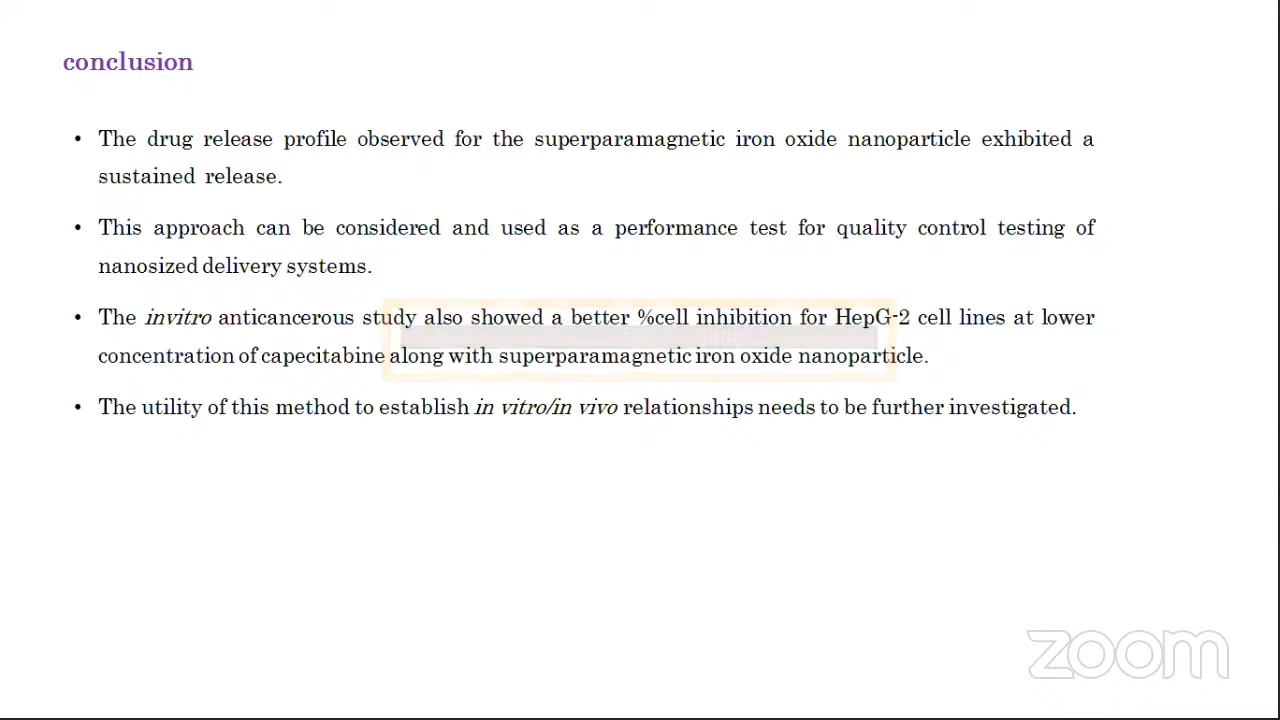 conclusion
• The drug release profile observed for the superparamagnetic iron oxide nanoparticle exhibited a
sustained release.
• This approach can be considered and used as a performance test for quality control testing of
nanosized delivery systems.
• The invitro anticancerous study also showed a better %cell inhibition for HepG-2 cell lines at lower
concentration of capecitabine along with superparamagnetic iron oxide nanoparticle.
• The utility of this method to establish in vitro/in vivo relationships needs to be further investigated.
zoom